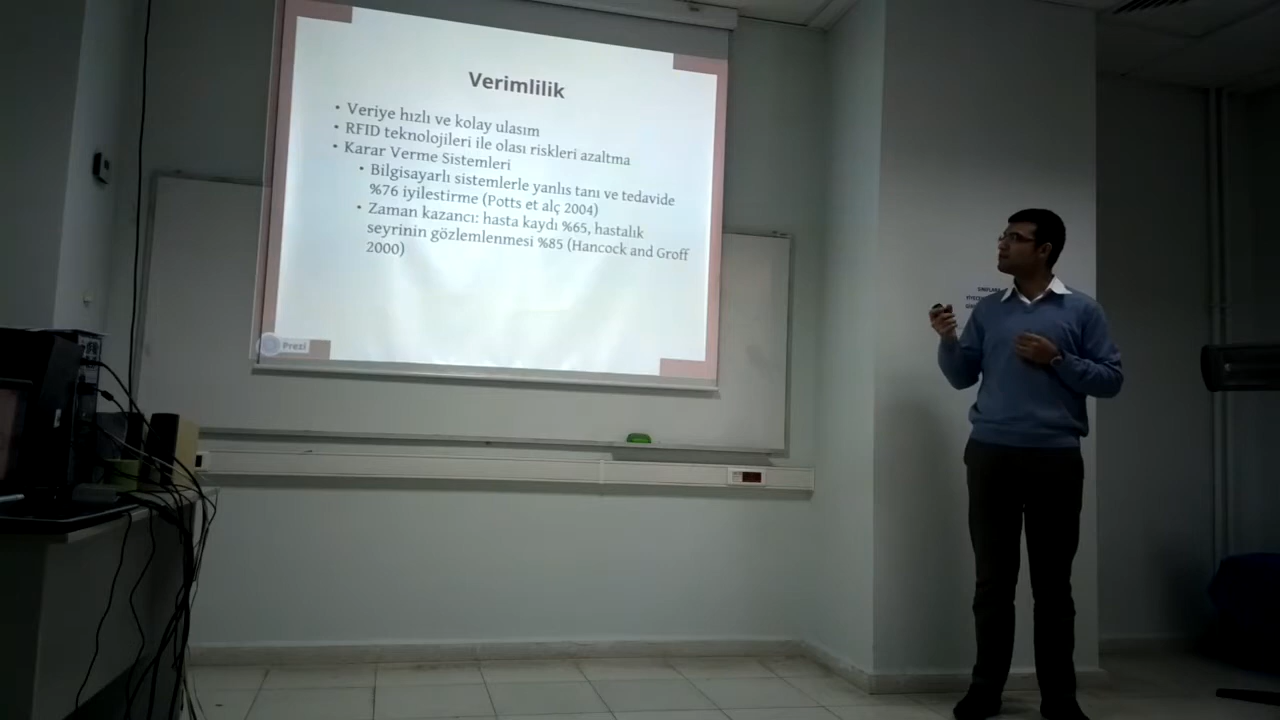 Verimlilik
• Veriye hızlı ve kolay ulasım
• RFID teknolojileri ile olası riskleri azaltma
• Karar Verme Sistemleri
• Bilgisayarlı sistemlerle yanlıs tanı ve tedavide
%76 iyilestirme (Potts et alç 2004)
• Zaman kazancı: hasta kaydı %65, hastalık
seyrinin gözlemlenmesi %85 (Hancock and Groff
2000)
Prezi